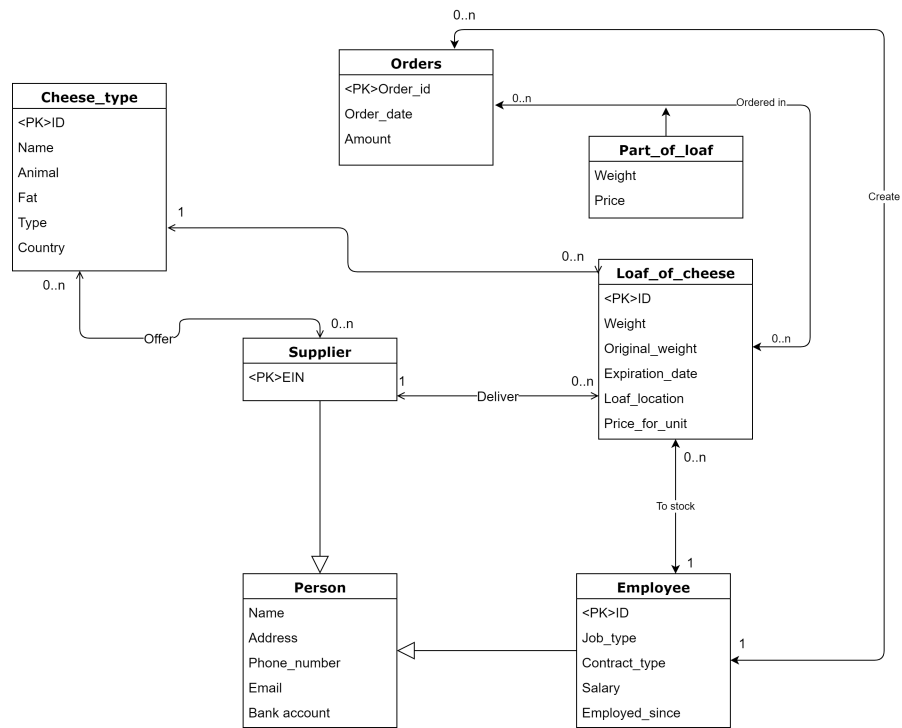 0..n
Orders
<PK>Order_id
Order_date
Amount
0..n
Ordered in
Part_of_loaf
Weight
Price
Create
Cheese_type
<PK>ID
Name
Animal
Fat
Type
Country
1
0..n
0..n
Offer
0..n
Supplier
<PK>EIN
1
Deliver
0..n
Loaf_of_cheese
<PK>ID
Weight
Original_weight
Expiration_date
Loaf_location
Price_for_unit
0..n
0..n
To stock
1
Person
Name
Address
Phone_number
Email
Bank account
Employee
<PK>ID
Job_type
Contract_type
Salary
Employed_since
1